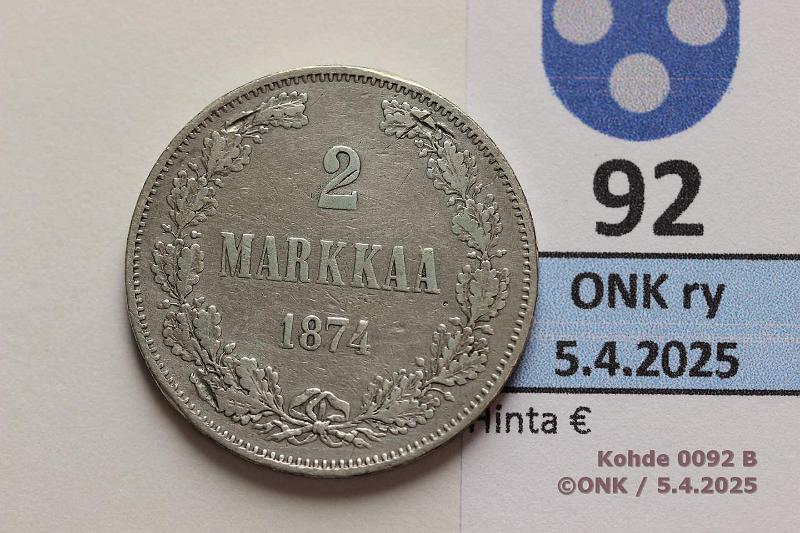 2
MARKKAA
1874
92
ONK ry
5.4.2025
Hinta €
Kohde 0092 B
©ONK / 5.4.2025